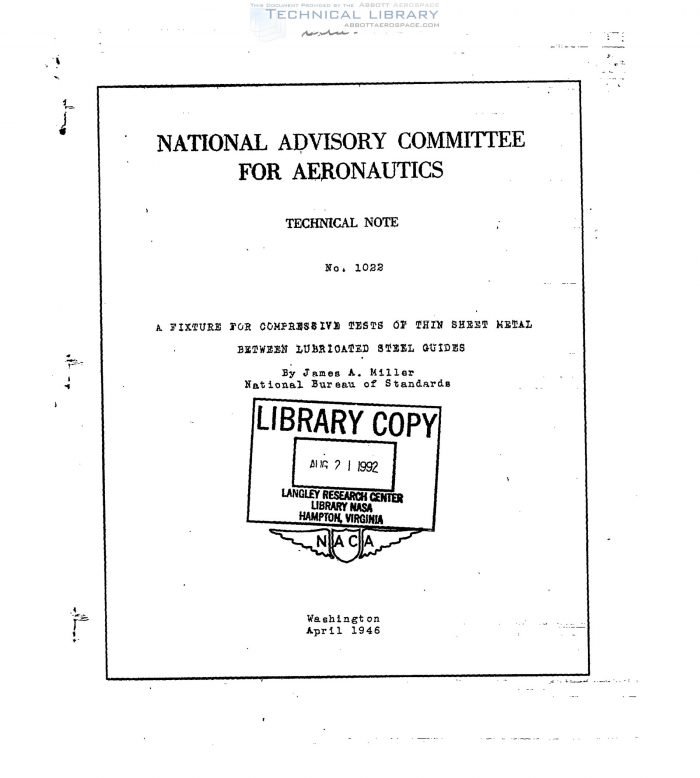 THIS DOCUMENT PROVIDED BY THE ABBOTT AEROSPACE
TECHNICAL LIBRARY
ABBOTTAEROSPACE.COM
NATIONAL ADVISORY COMMITTEE
FOR AERONAUTICS
TECHNICAL NOTE
No. 1022
A FIXTURE FOR COMPRESSIVE TESTS OF THIN SHEET METAL
BETWEEN LUBRICATED STEEL GUIDES
By James A. Miller
National Bureau of Standards
LIBRARY COPY
AUG 21 1992
LANGLEY RESEARCH CENTER
LIBRARY NASA
HAMPTON, VIRGINIA
NACA
Washington
April 1946